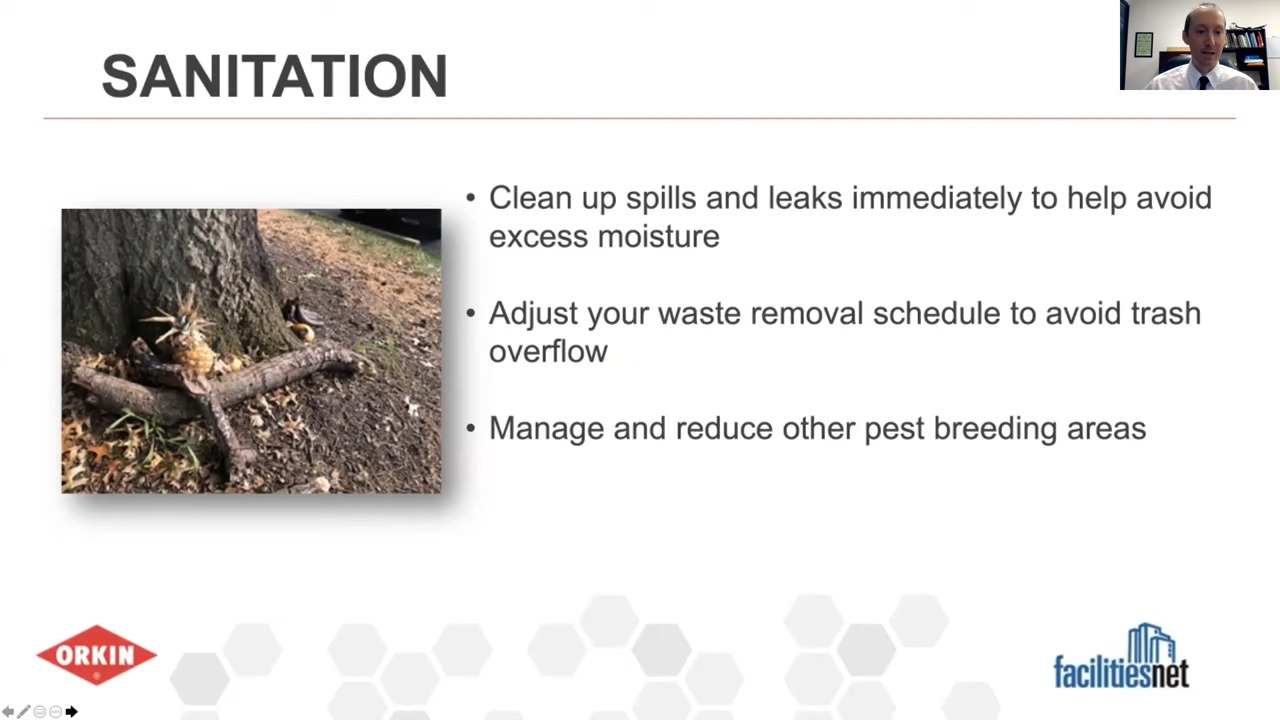 SANITATION
• Clean up spills and leaks immediately to help avoid
excess moisture
• Adjust your waste removal schedule to avoid trash
overflow
• Manage and reduce other pest breeding areas
ORKIN
®
facilitiesnet